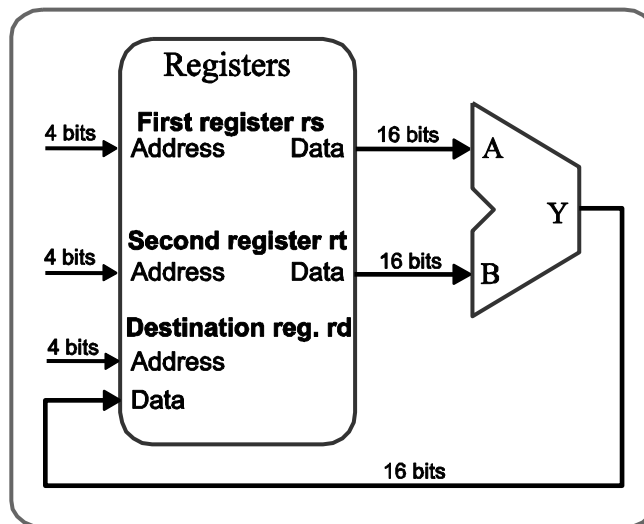 Registers
First register rs
4 bits
Address
Data
16 bits
A
Second register rt
4 bits
Address
Data
16 bits
B
Y
Destination reg. rd
4 bits
Address
Data
16 bits